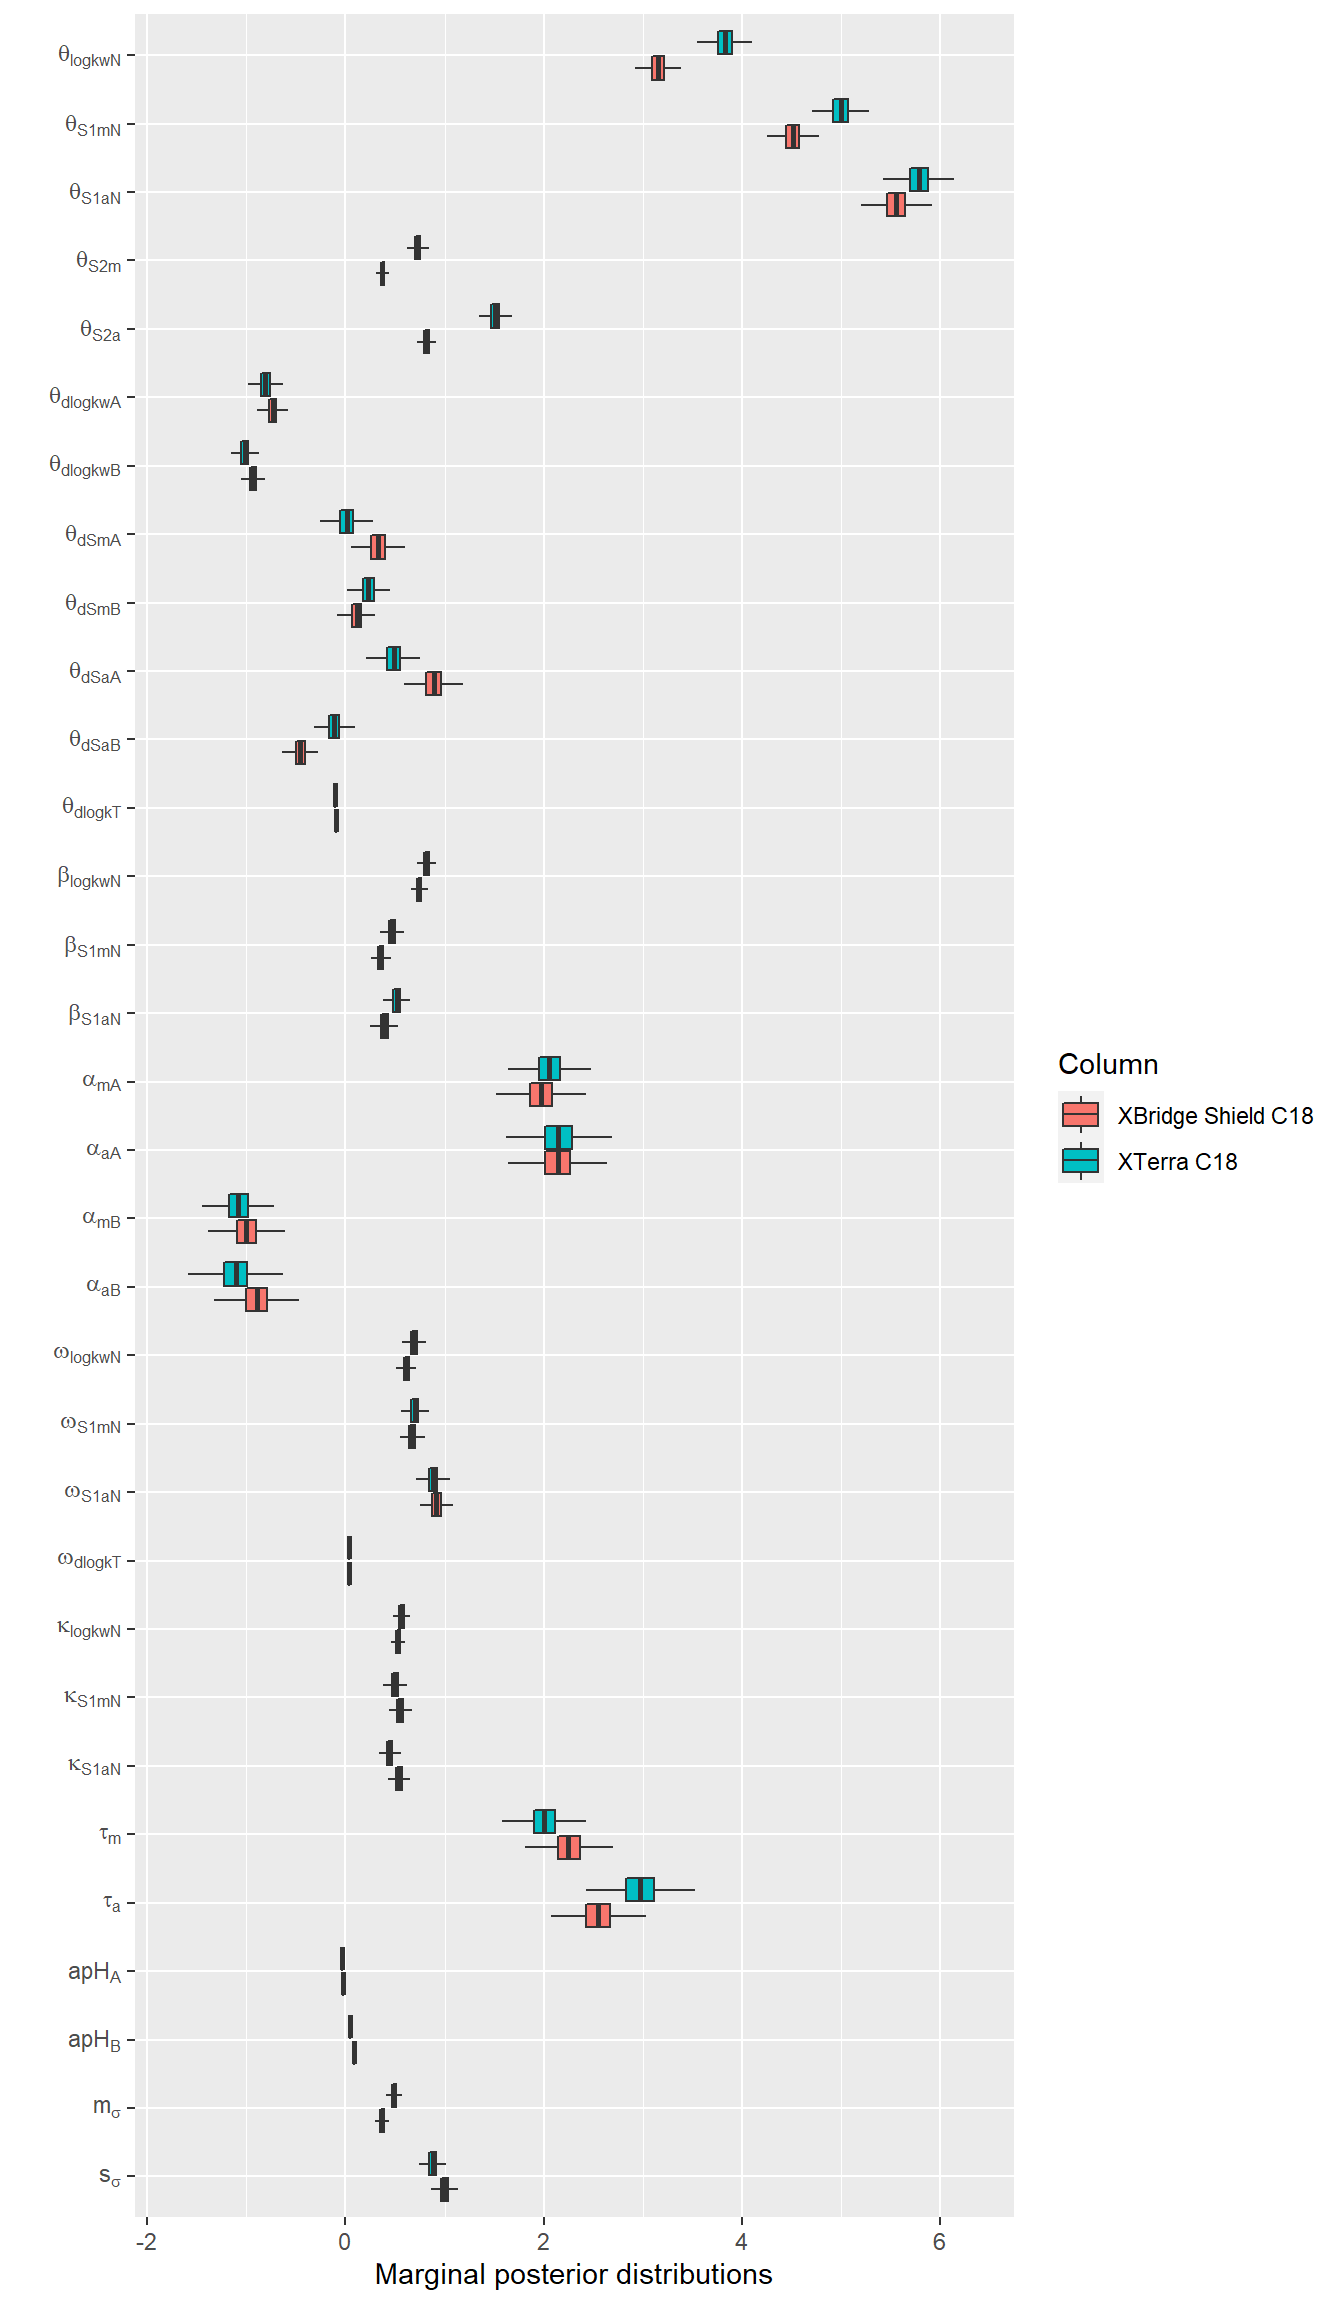 θlogkwN
θS1mN
θS1aN
θS2m
θS2a
θdlogkwA
θdlogkwB
θdSmA
θdSmB
θdSaA
θdSaB
θdlogkT
βlogkwN
βS1mN
βS1aN
αmA
αaA
αmB
αaB
ωlogkwN
ωS1mN
ωS1aN
ωdlogkT
κlogkwN
κS1mN
κS1aN
τm
τa
apHA
apHB
mσ
sσ
-2 0 2 4 6
Marginal posterior distributions
Column
XBridge Shield C18
XTerra C18